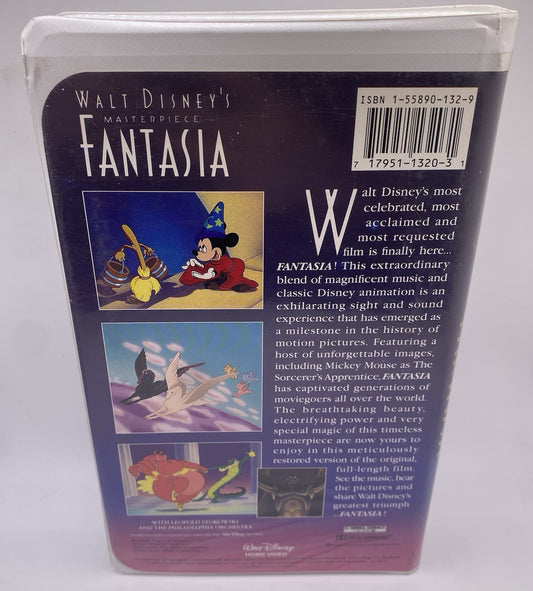 WALT DISNEY'S
MASTERPIECE
FANTASIA
ISBN 1-55890-132-9
7 17951-1320-3 1
Walt Disney's most
celebrated, most
acclaimed and
most requested
film is finally here...
FANTASIA! This extraordinary
blend of magnificent music and
classic Disney animation is an
exhilarating sight and sound
experience that has emerged as
a milestone in the history of
motion pictures. Featuring a
host of unforgettable images,
including Mickey Mouse as The
Sorcerer's Apprentice, FANTASIA
has captivated generations of
moviegoers all over the world.
The breathtaking beauty,
electrifying power and very
special magic of this timeless
masterpiece are now yours to
enjoy in this meticulously
restored version of the original,
full-length film.
See the music, hear
the pictures and
share Walt Disney's
greatest triumph
FANTASIA!
WITH LEOPOLD STOKOWSKI
AND THE PHILADELPHIA ORCHESTRA
Walt Disney
HOME VIDEO